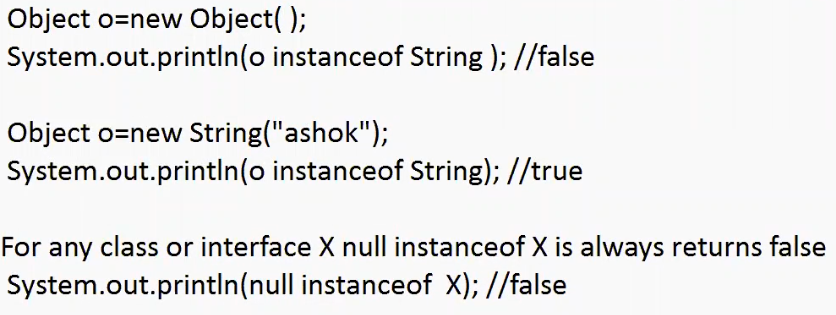 Object o=new Object( );
System.out.println(o instanceof String ); //false
Object o=new String("ashok");
System.out.println(o instanceof String); //true
For any class or interface X null instanceof X is always returns false
System.out.println(null instanceof  X); //false